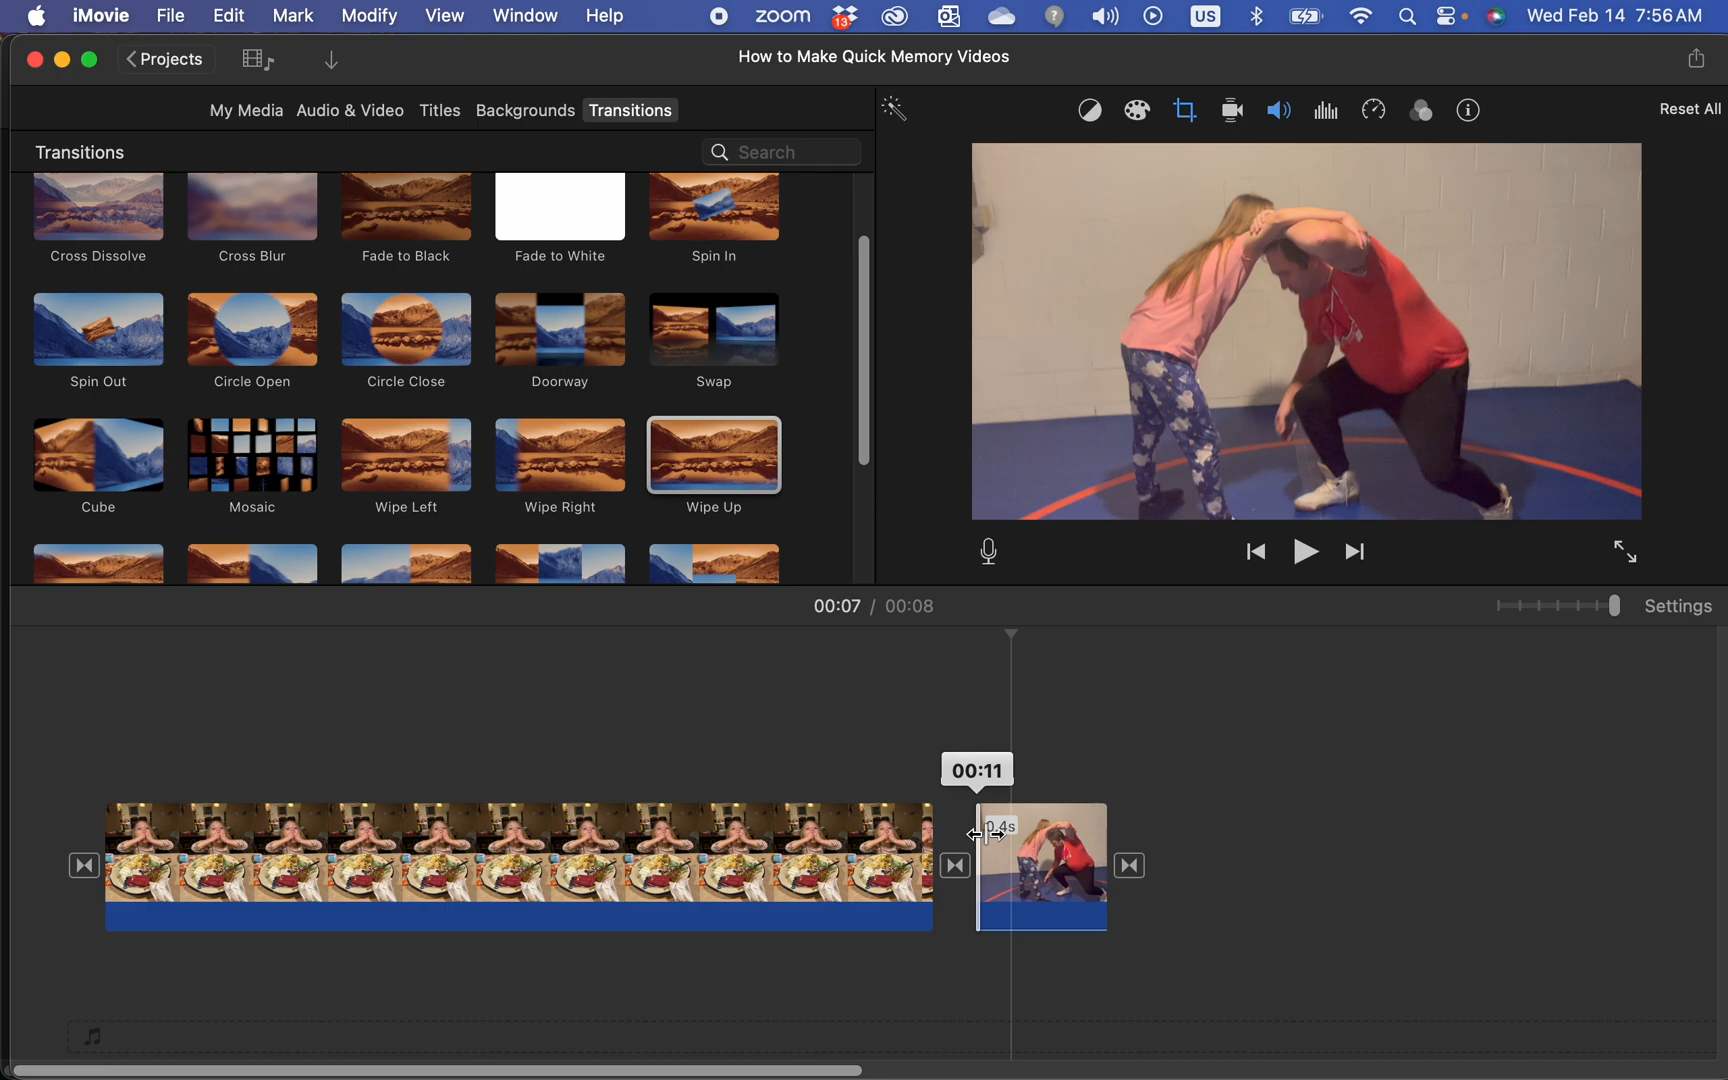 iMovie File Edit Mark Modify View Window Help zoom 13 US Wed Feb 14 7:56 AM
Projects How to Make Quick Memory Videos
My Media Audio & Video Titles Backgrounds Transitions Reset All
Transitions Search
Cross Dissolve Cross Blur Fade to Black Fade to White Spin In
Spin Out Circle Open Circle Close Doorway Swap
Cube Mosaic Wipe Left Wipe Right Wipe Up
00:07 / 00:08 Settings
00:11
0.4s